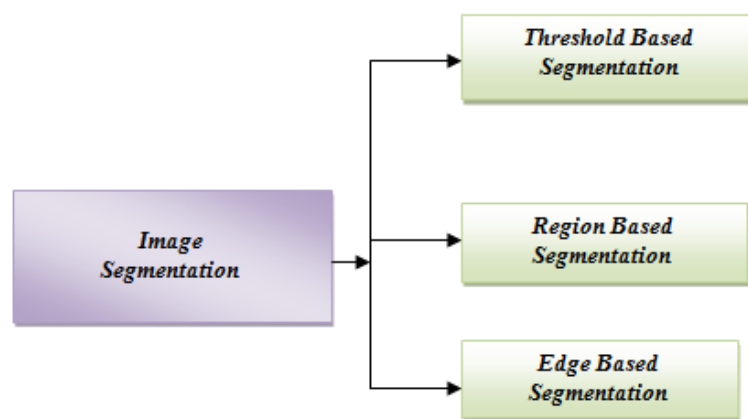 Threshold Based
Segmentation
Image
Segmentation
Region Based
Segmentation
Edge Based
Segmentation